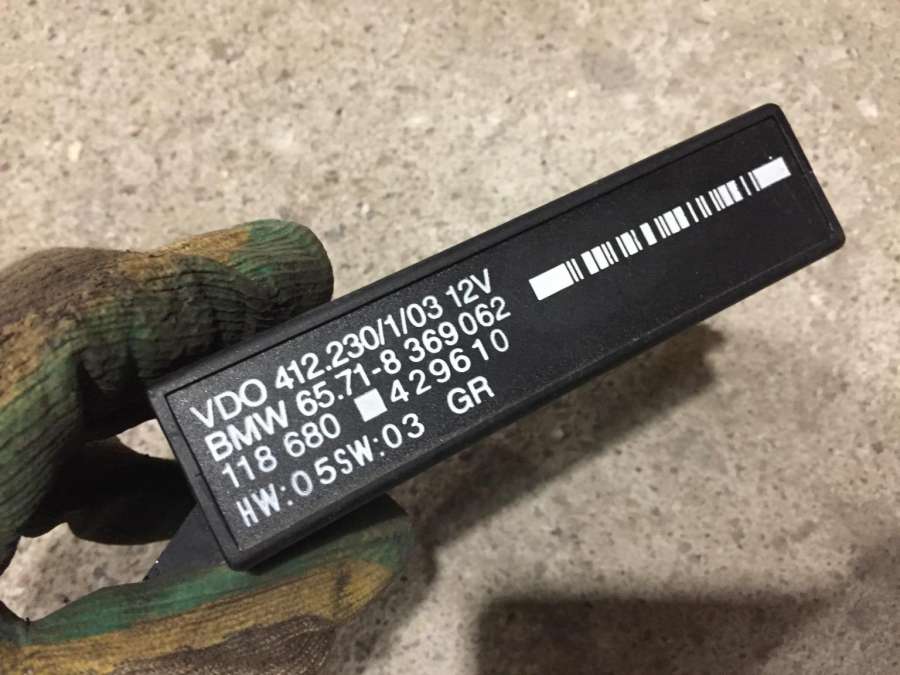 VDO 412.230/1/03 12V
BMW 65.71-8 369 062
118 680 429610
HW:05SW:03 GR